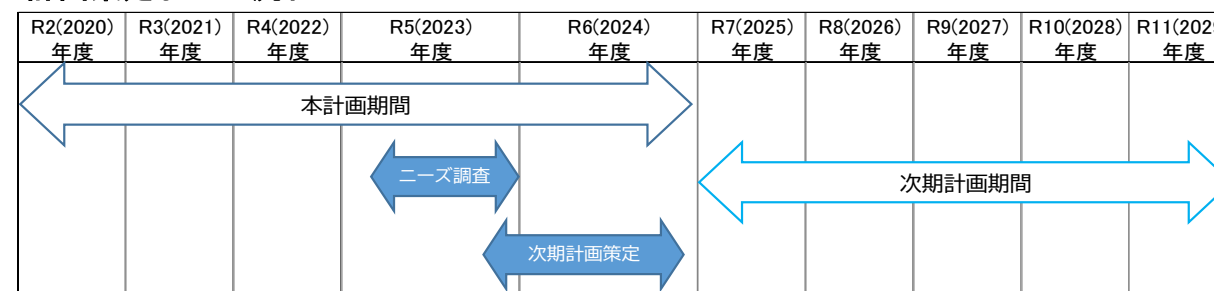 R2(2020) R3(2021) R4(2022) R5(2023) R6(2024) R7(2025) R8(2026) R9(2027) R10(2028) R11(202
年度 年度 年度 年度 年度 年度 年度 年度 年度 年度
本計画期間
ニーズ調査
次期計画期間
次期計画策定